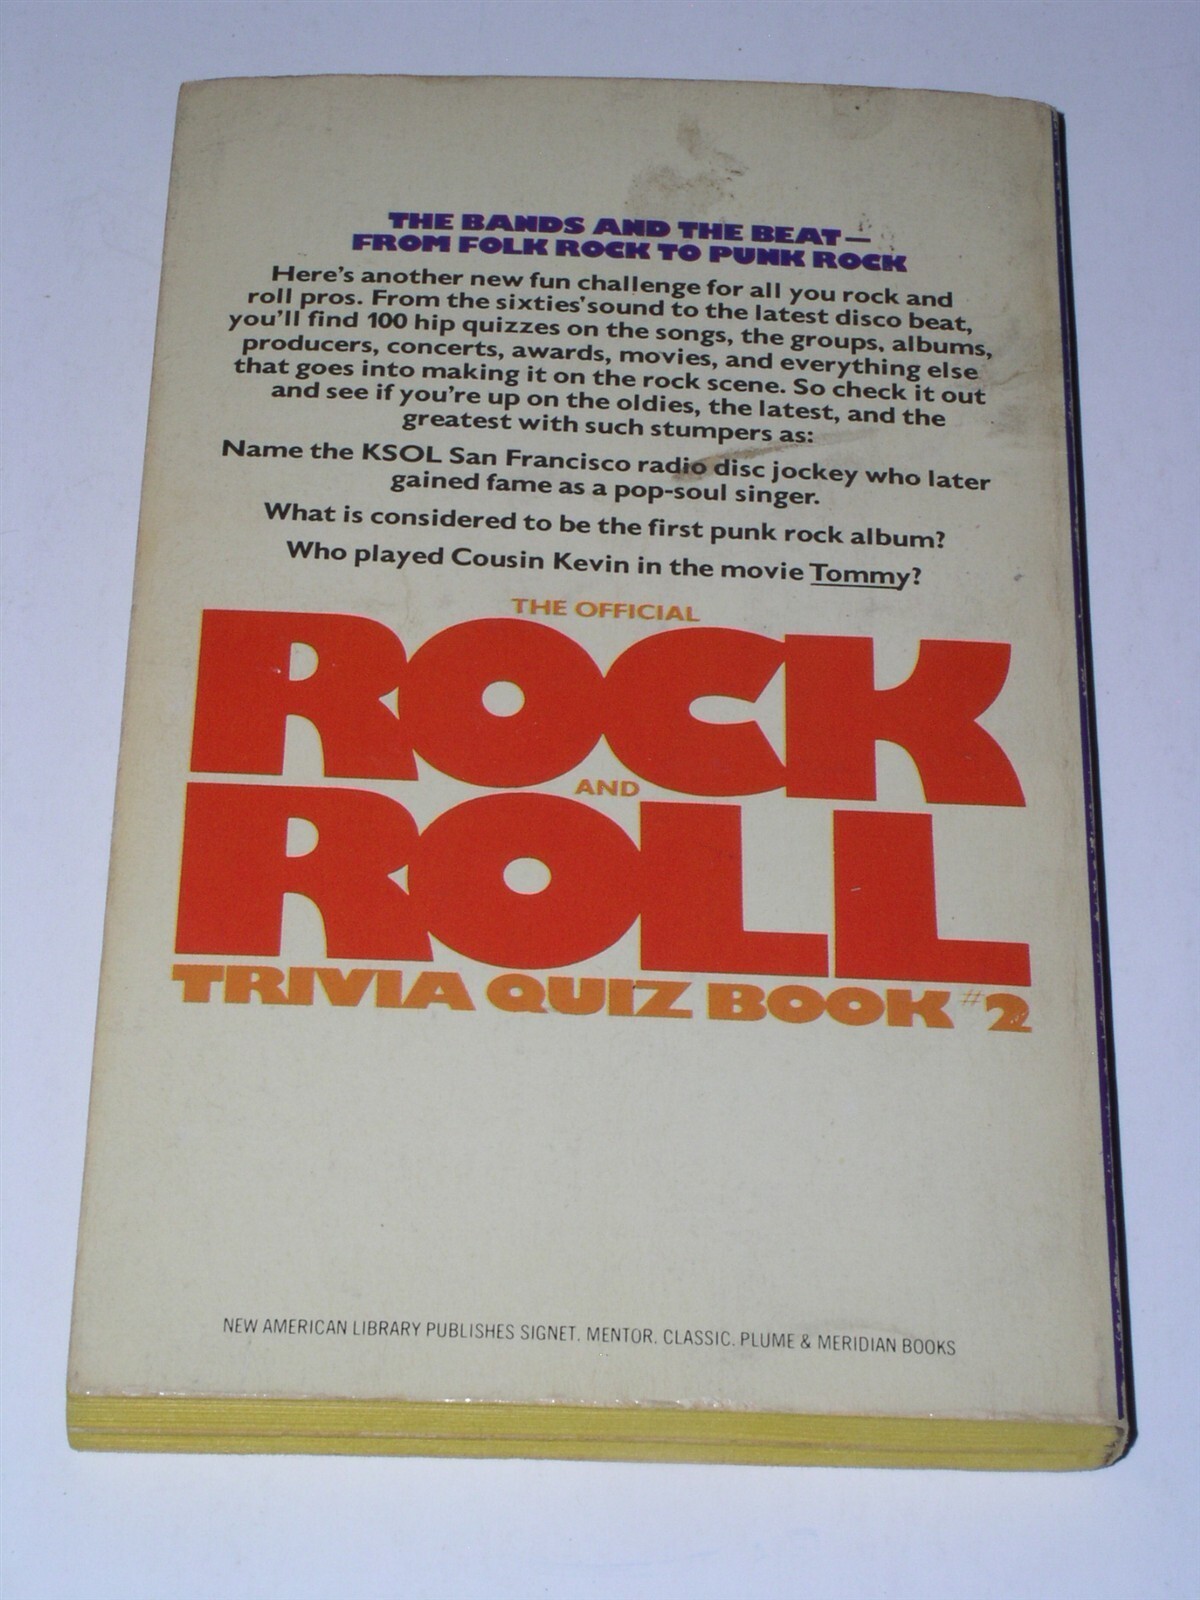 THE BANDS AND THE BEAT—
FROM FOLK ROCK TO PUNK ROCK
Here's another new fun challenge for all you rock and
roll pros. From the sixties' sound to the latest disco beat,
you'll find 100 hip quizzes on the songs, the groups, albums,
producers, concerts, awards, movies, and everything else
that goes into making it on the rock scene. So check it out
and see if you're up on the oldies, the latest, and the
greatest with such stumpers as:
Name the KSOL San Francisco radio disc jockey who later
gained fame as a pop-soul singer.
What is considered to be the first punk rock album?
Who played Cousin Kevin in the movie Tommy?
THE OFFICIAL
ROCK
AND
ROLL
TRIVIA QUIZ BOOK #2
NEW AMERICAN LIBRARY PUBLISHES SIGNET, MENTOR, CLASSIC, PLUME & MERIDIAN BOOKS